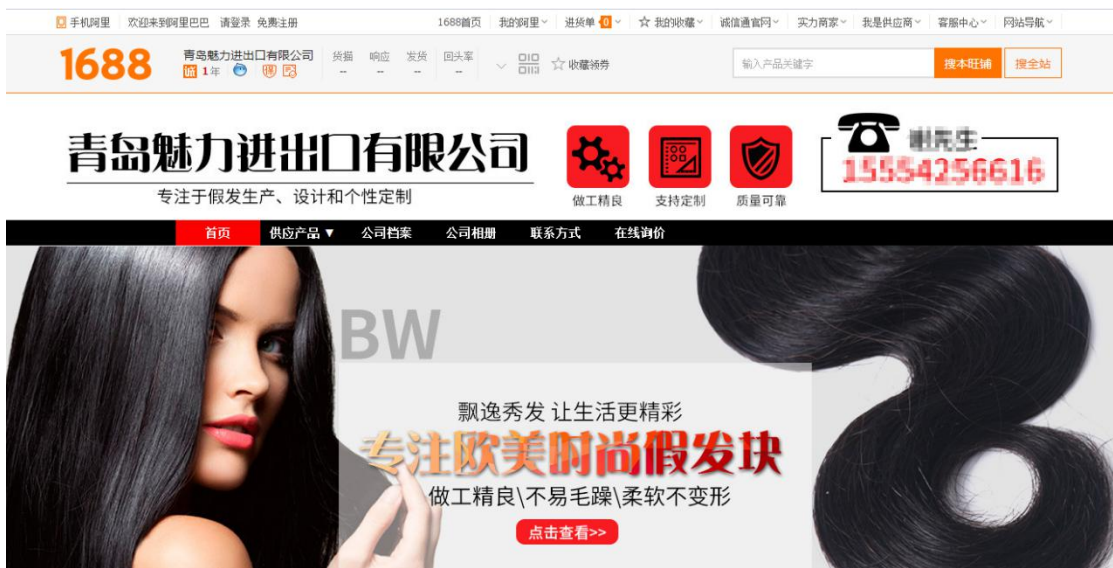 手机阿里 欢迎来到阿里巴巴 请登录 免费注册 1688首页 我的阿里 进货单 0 我的收藏 诚信通官网 实力商家 我是供应商 客服中心 网站导航
1688 青岛魅力进出口有限公司 货描 响应 发货 回头率 收藏领券 输入产品关键字 搜本旺铺 搜全站
1年 -- -- -- --
青岛魅力进出口有限公司
专注于假发生产、设计和个性定制
做工精良 支持定制 质量可靠
先生
15554256616
首页 供应产品▼ 公司档案 公司相册 联系方式 在线询价
BW
飘逸秀发 让生活更精彩
专注欧美时尚假发块
做工精良\不易毛躁\柔软不变形
点击查看>>